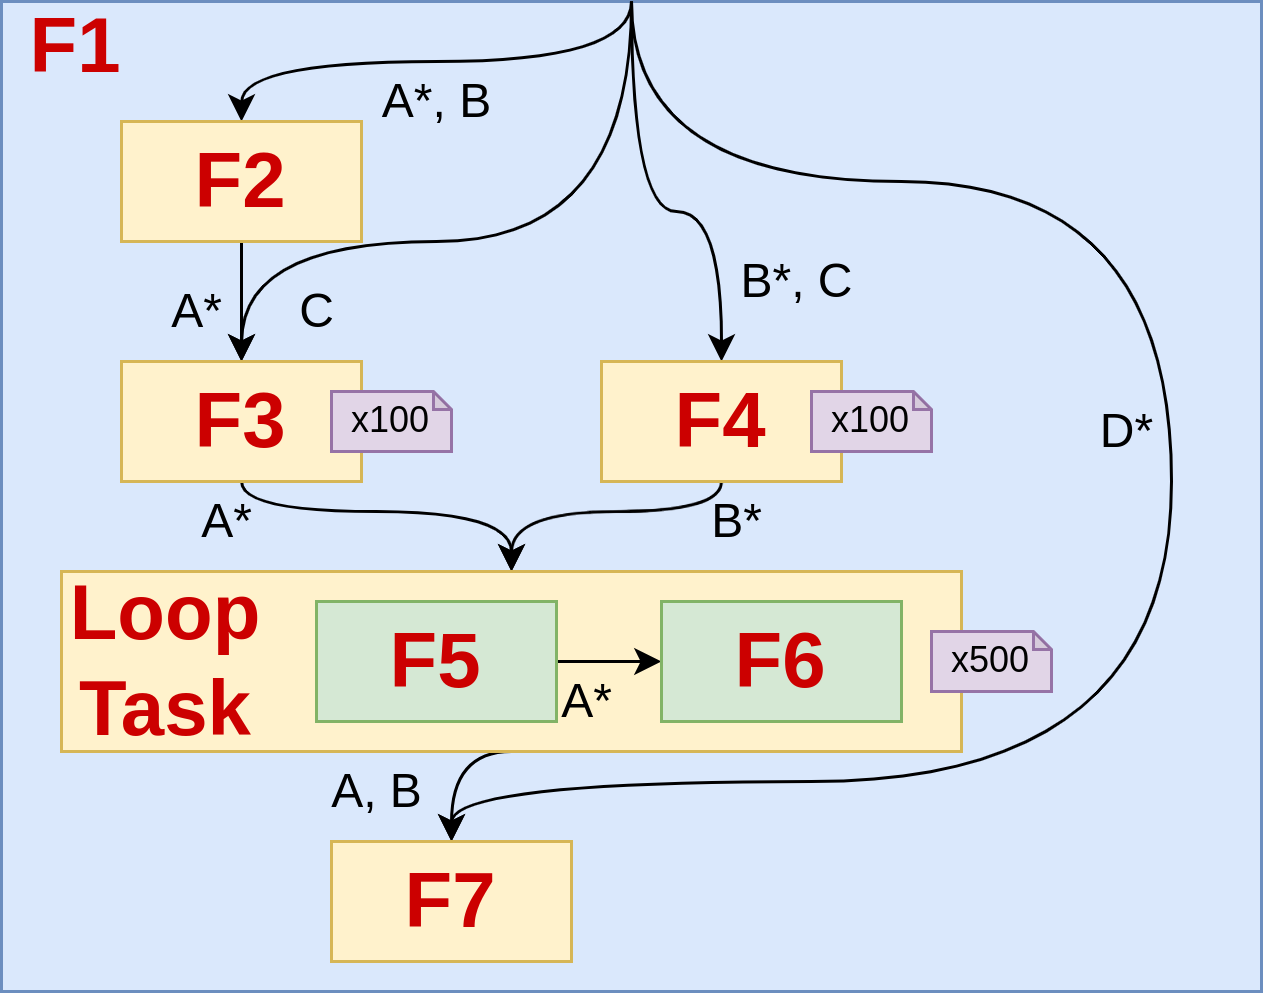 F1
A*, B
F2
B*, C
A*
C
F3
x100
F4
x100
D*
A*
B*
Loop
Task
F5
F6
x500
A*
A, B
F7